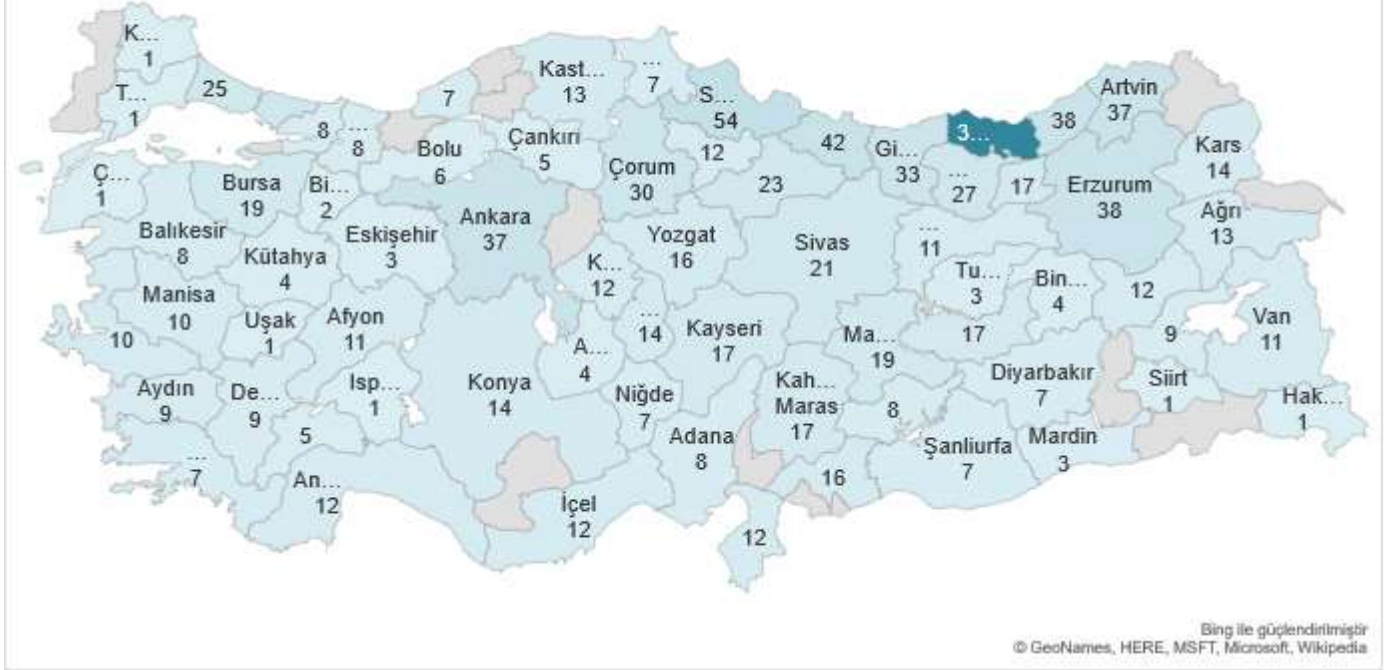 K...
1
T...
1
25
8
...
8
7
Kast...
13
...
7
S...
54
42
Gi...
33
3...
38
Artvin
37
Kars
14
Ç...
1
Bursa
19
Bi...
2
Bolu
6
Çankırı
5
Çorum
30
12
23
...
27
17
Erzurum
38
Ağrı
13
Balıkesir
8
Kütahya
4
Eskişehir
3
Ankara
37
K...
12
Yozgat
16
Sivas
21
...
11
Tu...
3
Bin...
4
12
Manisa
10
10
Uşak
1
Afyon
11
A...
4
...
14
Kayseri
17
Ma...
19
17
9
Van
11
Aydın
9
De...
9
Isp...
1
5
Konya
14
Niğde
7
Kah...
Maras
17
8
Diyarbakır
7
Siirt
1
Hak...
1
...
7
An...
12
İçel
12
Adana
8
16
12
Şanliurfa
7
Mardin
3
Bing ile güçlendirilmiştir
© GeoNames, HERE, MSFT, Microsoft, Wikipedia